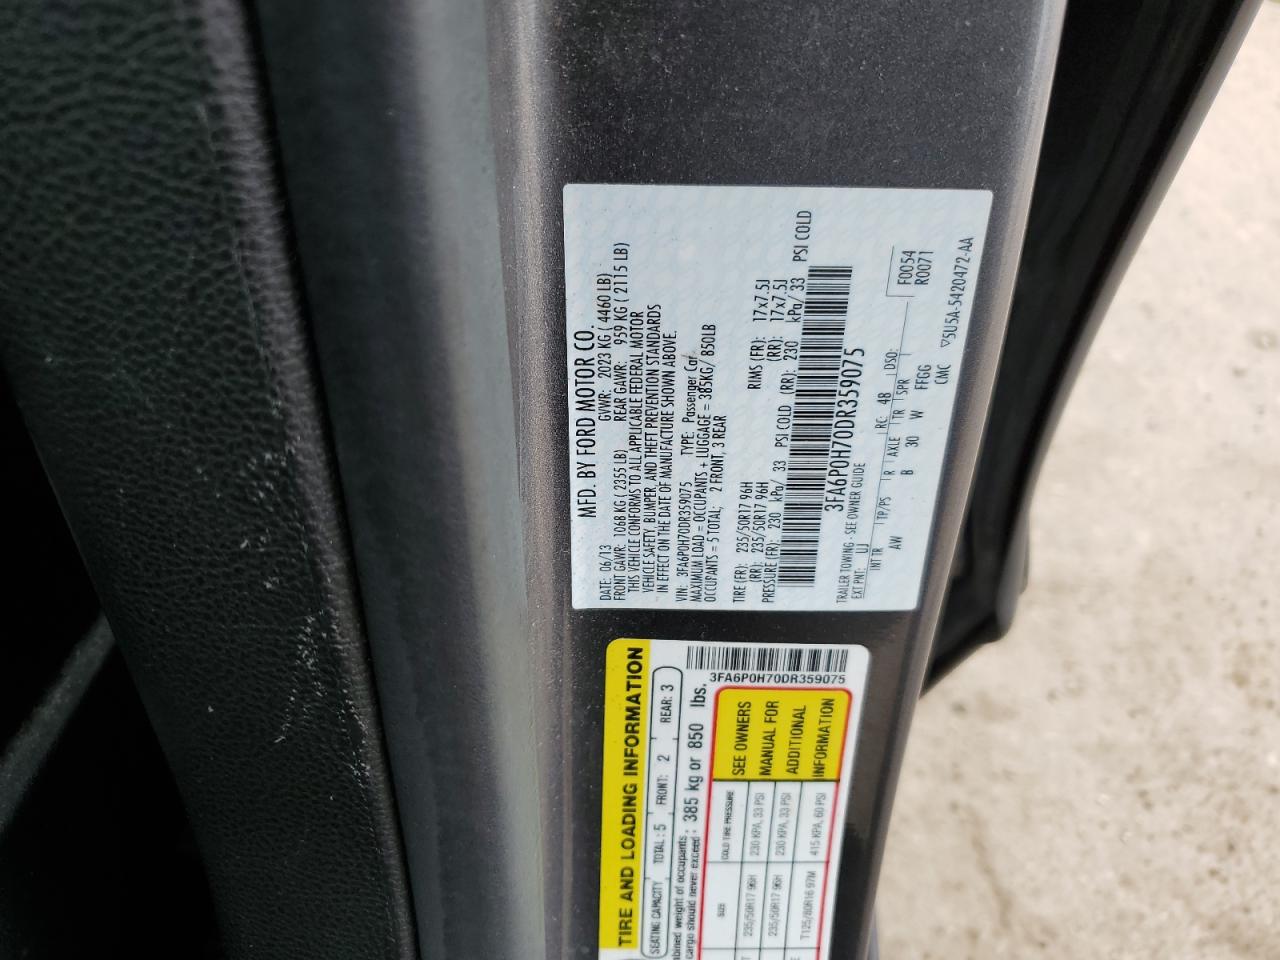 MFD. BY FORD MOTOR CO.
DATE: 06/13 GVWR: 2023 KG ( 4460 LB)
FRONT GAWR: 1068 KG ( 2355 LB) REAR GAWR: 959 KG ( 2115 LB)
THIS VEHICLE CONFORMS TO ALL APPLICABLE FEDERAL MOTOR
VEHICLE SAFETY, BUMPER, AND THEFT PREVENTION STANDARDS
IN EFFECT ON THE DATE OF MANUFACTURE SHOWN ABOVE.
VIN: 3FA6P0H70DR359075 TYPE: Passenger Car
MAXIMUM LOAD = OCCUPANTS + LUGGAGE = 385KG/ 850LB
OCCUPANTS = 5 TOTAL; 2 FRONT, 3 REAR
TIRE (FR): 235/50R17 96H RIMS (FR): 17x7.5J
(RR): 235/50R17 96H (RR): 17x7.5J
PRESSURE (FR): 230 kPa/ 33 PSI COLD (RR): 230 kPa/ 33 PSI COLD
3FA6P0H70DR359075
TRAILER TOWING - SEE OWNER GUIDE
EXT PNT: UJ RC: 48 DSO: F0054
INT TR TP/PS R AXLE TR SPR R0071
AW B 30 W FFGG
CMC ▽5U5A-5420472-AA
TIRE AND LOADING INFORMATION
SEATING CAPACITY TOTAL: 5 FRONT: 2 REAR: 3
bined weight of occupants
cargo should never exceed: 385 kg or 850 lbs.
3FA6P0H70DR359075
SIZE COLD TIRE PRESSURE
235/50R17 96H 230 KPA, 33 PSI
235/50R17 96H 230 KPA, 33 PSI
T125/80R16 97M 415 KPA, 60 PSI
SEE OWNERS
MANUAL FOR
ADDITIONAL
INFORMATION